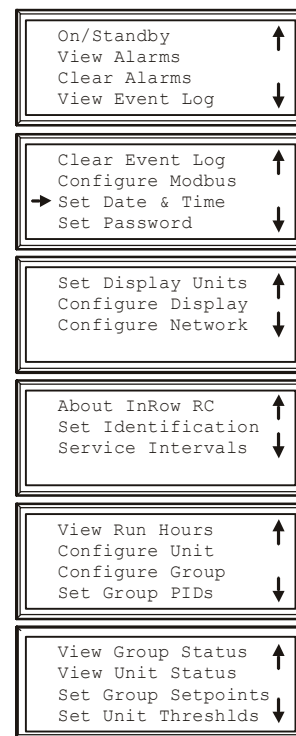 On/Standby
View Alarms
Clear Alarms
View Event Log
Clear Event Log
Configure Modbus
Set Date & Time
Set Password
Set Display Units
Configure Display
Configure Network
About InRow RC
Set Identification
Service Intervals
View Run Hours
Configure Unit
Configure Group
Set Group PIDs
View Group Status
View Unit Status
Set Group Setpoints
Set Unit Threshlds